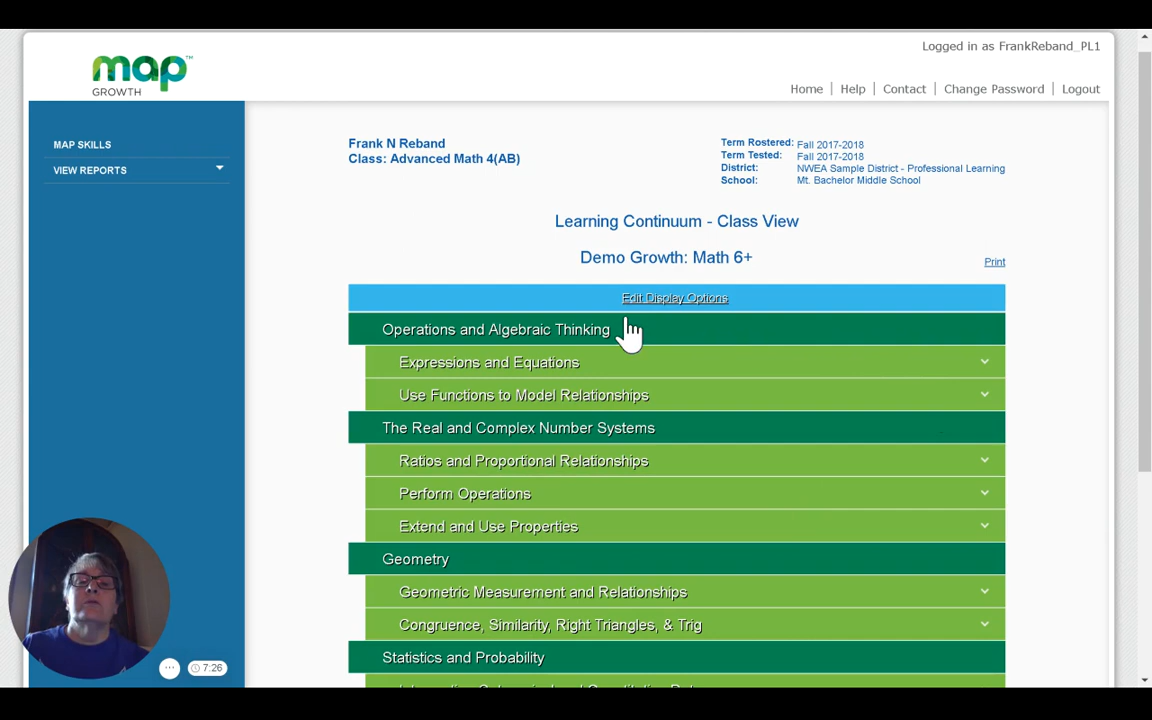 Logged in as FrankReband_PL1
map™
GROWTH
Home | Help | Contact | Change Password | Logout
MAP SKILLS
VIEW REPORTS
Frank N Reband
Class: Advanced Math 4(AB)
Term Rostered: Fall 2017-2018
Term Tested: Fall 2017-2018
District: NWEA Sample District - Professional Learning
School: Mt. Bachelor Middle School
Learning Continuum - Class View
Demo Growth: Math 6+
Print
Edit Display Options
Operations and Algebraic Thinking
Expressions and Equations
Use Functions to Model Relationships
The Real and Complex Number Systems
Ratios and Proportional Relationships
Perform Operations
Extend and Use Properties
Geometry
Geometric Measurement and Relationships
Congruence, Similarity, Right Triangles, & Trig
Statistics and Probability
7:26